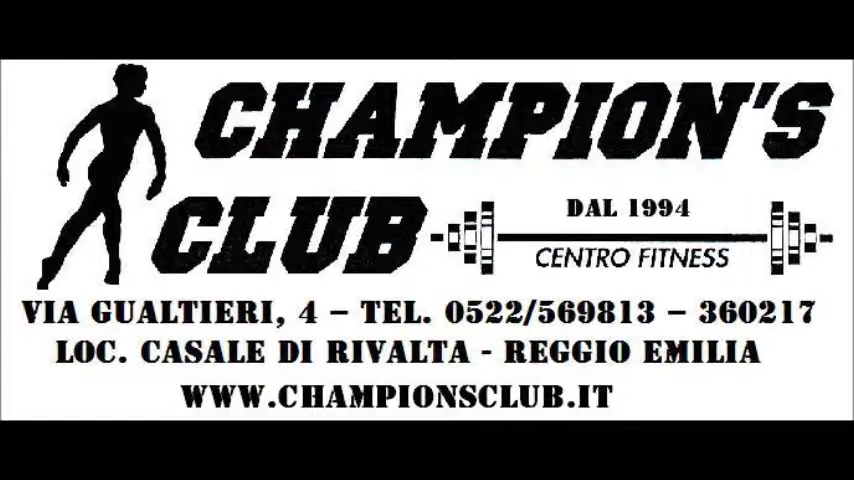 CHAMPION'S
CLUB
DAL 1994
CENTRO FITNESS
VIA GUALTIERI, 4 – TEL. 0522/569813 – 360217
LOC. CASALE DI RIVALTA - REGGIO EMILIA
WWW.CHAMPIONSCLUB.IT